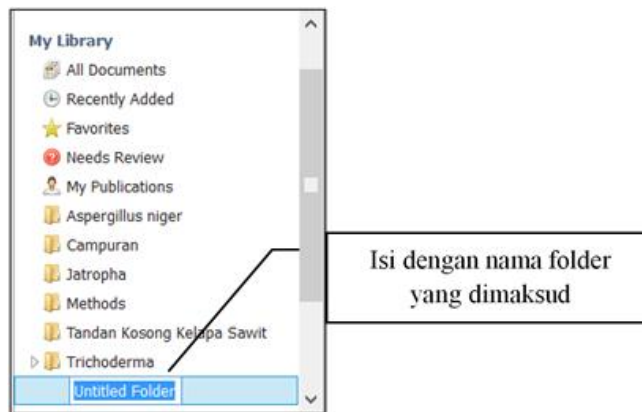 My Library
All Documents
Recently Added
Favorites
Needs Review
My Publications
Aspergillus niger
Campuran
Jatropha
Methods
Tandan Kosong Kelapa Sawit
Trichoderma
Untitled Folder
Isi dengan nama folder
yang dimaksud